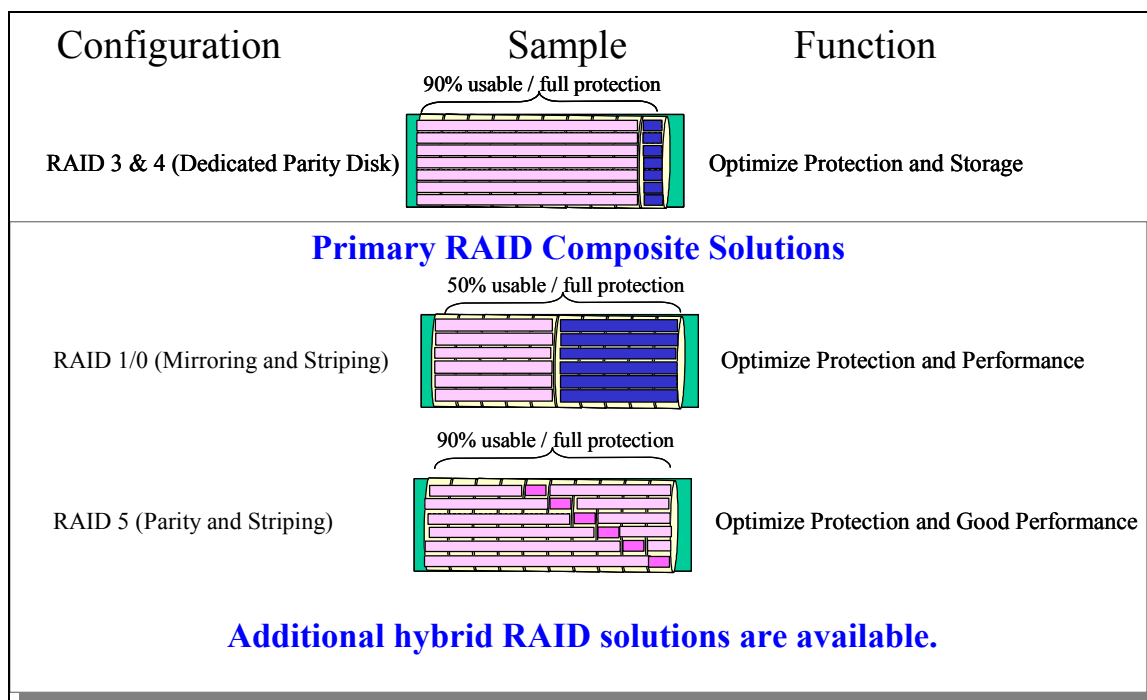 Configuration Sample Function
90% usable / full protection
RAID 3 & 4 (Dedicated Parity Disk) Optimize Protection and Storage
Primary RAID Composite Solutions
50% usable / full protection
RAID 1/0 (Mirroring and Striping) Optimize Protection and Performance
90% usable / full protection
RAID 5 (Parity and Striping) Optimize Protection and Good Performance
Additional hybrid RAID solutions are available.